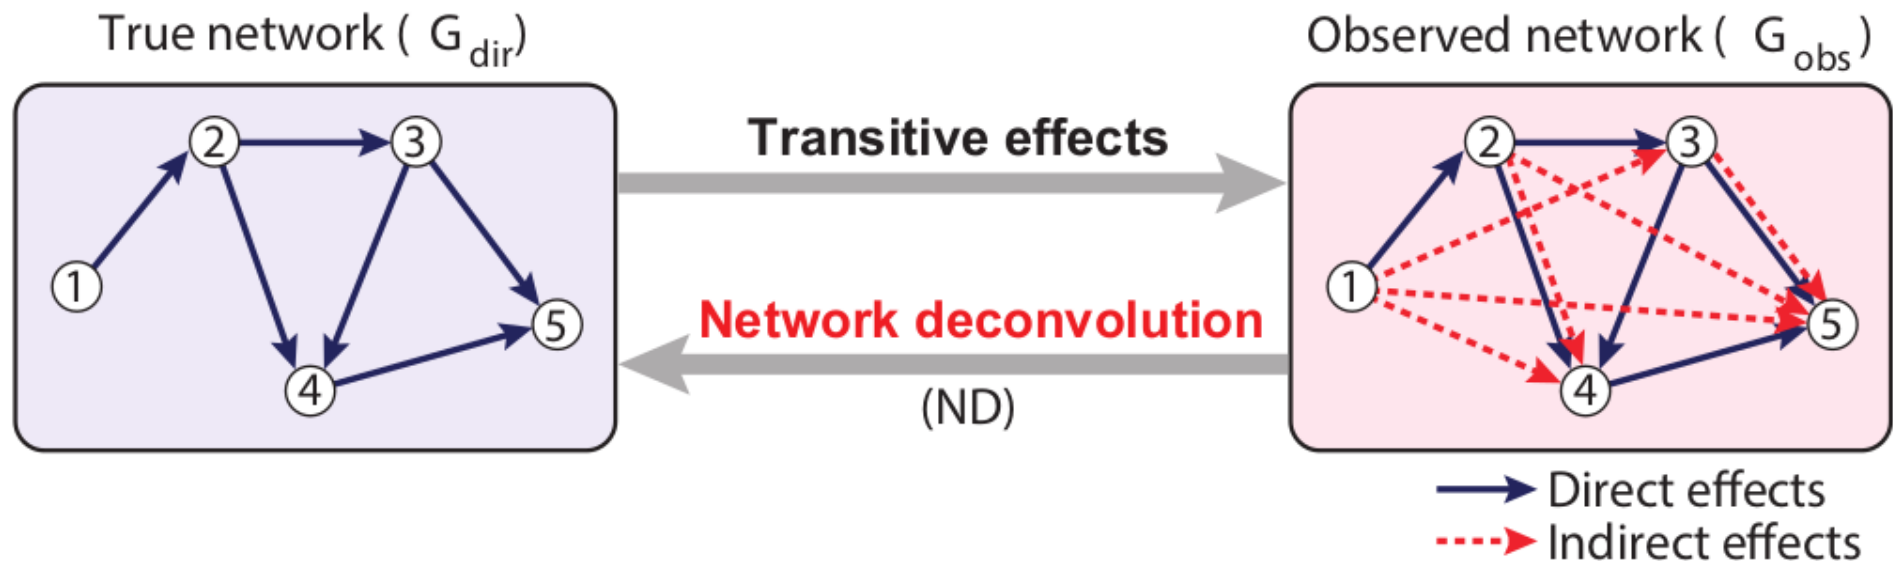 True network ( G dir)
Observed network ( G obs )
2
3
1
5
4
Transitive effects
Network deconvolution
(ND)
2
3
1
5
4
Direct effects
Indirect effects